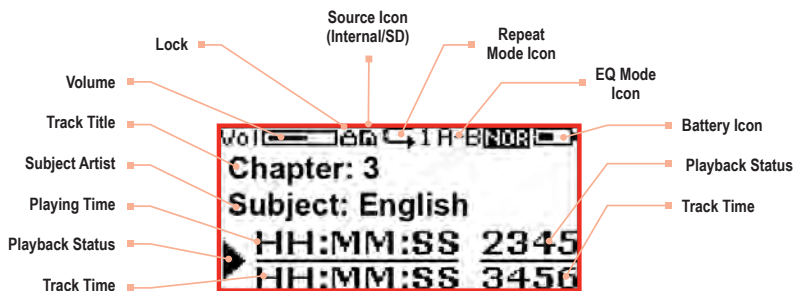 Source Icon
(Internal/SD)
Lock
Repeat
Mode Icon
Volume
EQ Mode
Icon
Track Title
Battery Icon
Vol 1 A-B NOR
Chapter: 3
Subject Artist
Playback Status
Subject: English
Playing Time
Track Time
HH:MM:SS 2345
Playback Status
HH:MM:SS 3456
Track Time